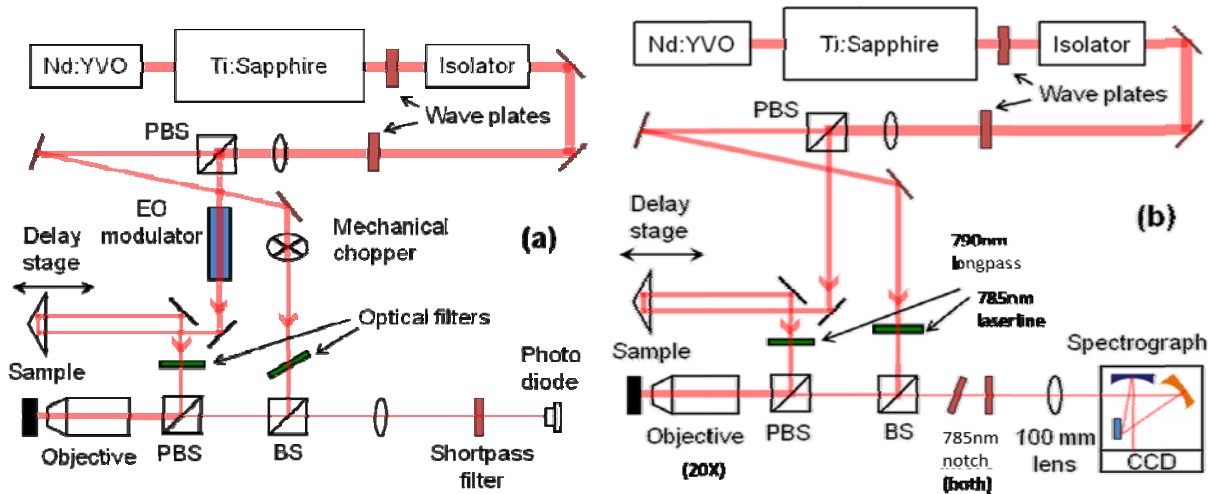 (a)
Nd:YVO
Ti:Sapphire
Isolator
Wave plates
PBS
EO
modulator
Mechanical
chopper
Delay
stage
Optical filters
Sample
Photo
diode
Objective
PBS
BS
Shortpass
filter
(b)
Nd:YVO
Ti:Sapphire
Isolator
Wave plates
PBS
Delay
stage
790nm
longpass
785nm
laserline
Sample
Spectrograph
Objective
(20X)
PBS
BS
785nm
notch
(both)
100 mm
lens
CCD